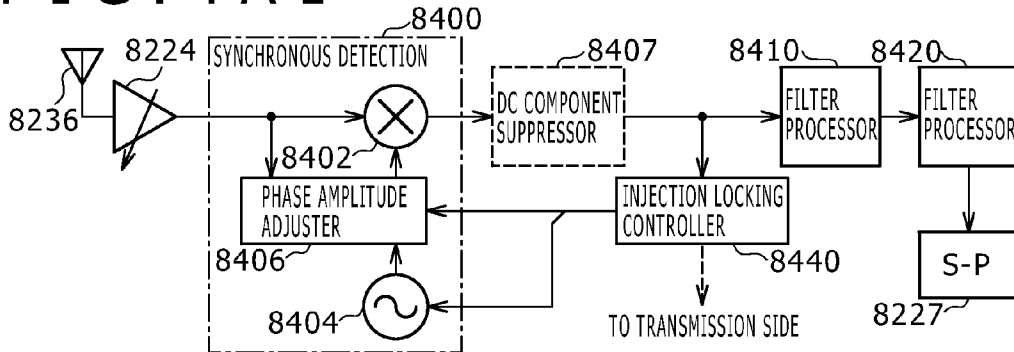 8400
8224
SYNCHRONOUS DETECTION
8407
8410
8420
8236
8402
DC COMPONENT
SUPPRESSOR
FILTER
PROCESSOR
FILTER
PROCESSOR
PHASE AMPLITUDE
ADJUSTER
INJECTION LOCKING
CONTROLLER
8406
8440
S-P
8404
TO TRANSMISSION SIDE
8227